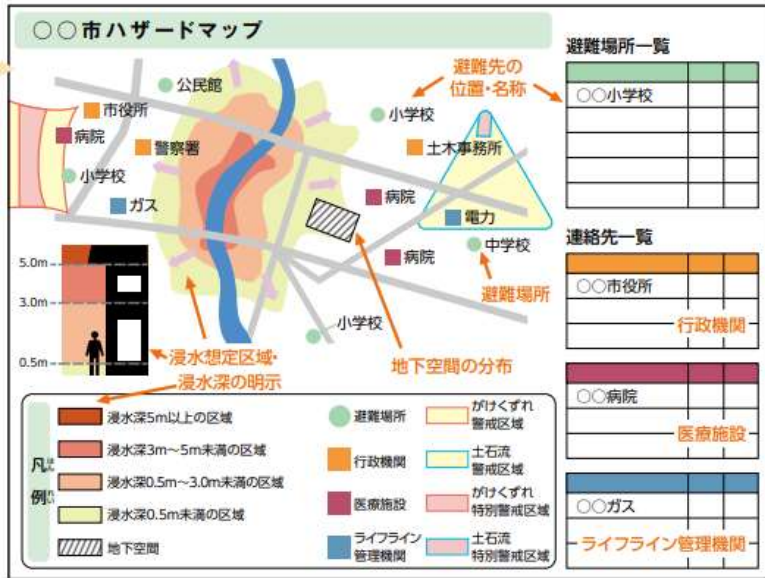 ○○市ハザードマップ
避難場所一覧
○○小学校
公民館
避難先の
位置・名称
市役所
小学校
病院
警察署
土木事務所
小学校
ガス
病院
電力
連絡先一覧
○○市役所
行政機関
中学校
病院
避難場所
5.0m
3.0m
0.5m
小学校
浸水想定区域・
浸水深の明示
地下空間の分布
○○病院
医療施設
○○ガス
ライフライン管理機関
凡例
はんれい
浸水深5m以上の区域
浸水深3m～5m未満の区域
浸水深0.5m～3.0m未満の区域
浸水深0.5m未満の区域
地下空間
避難場所
行政機関
医療施設
ライフライン
管理機関
がけくずれ
警戒区域
土石流
警戒区域
がけくずれ
特別警戒区域
土石流
特別警戒区域